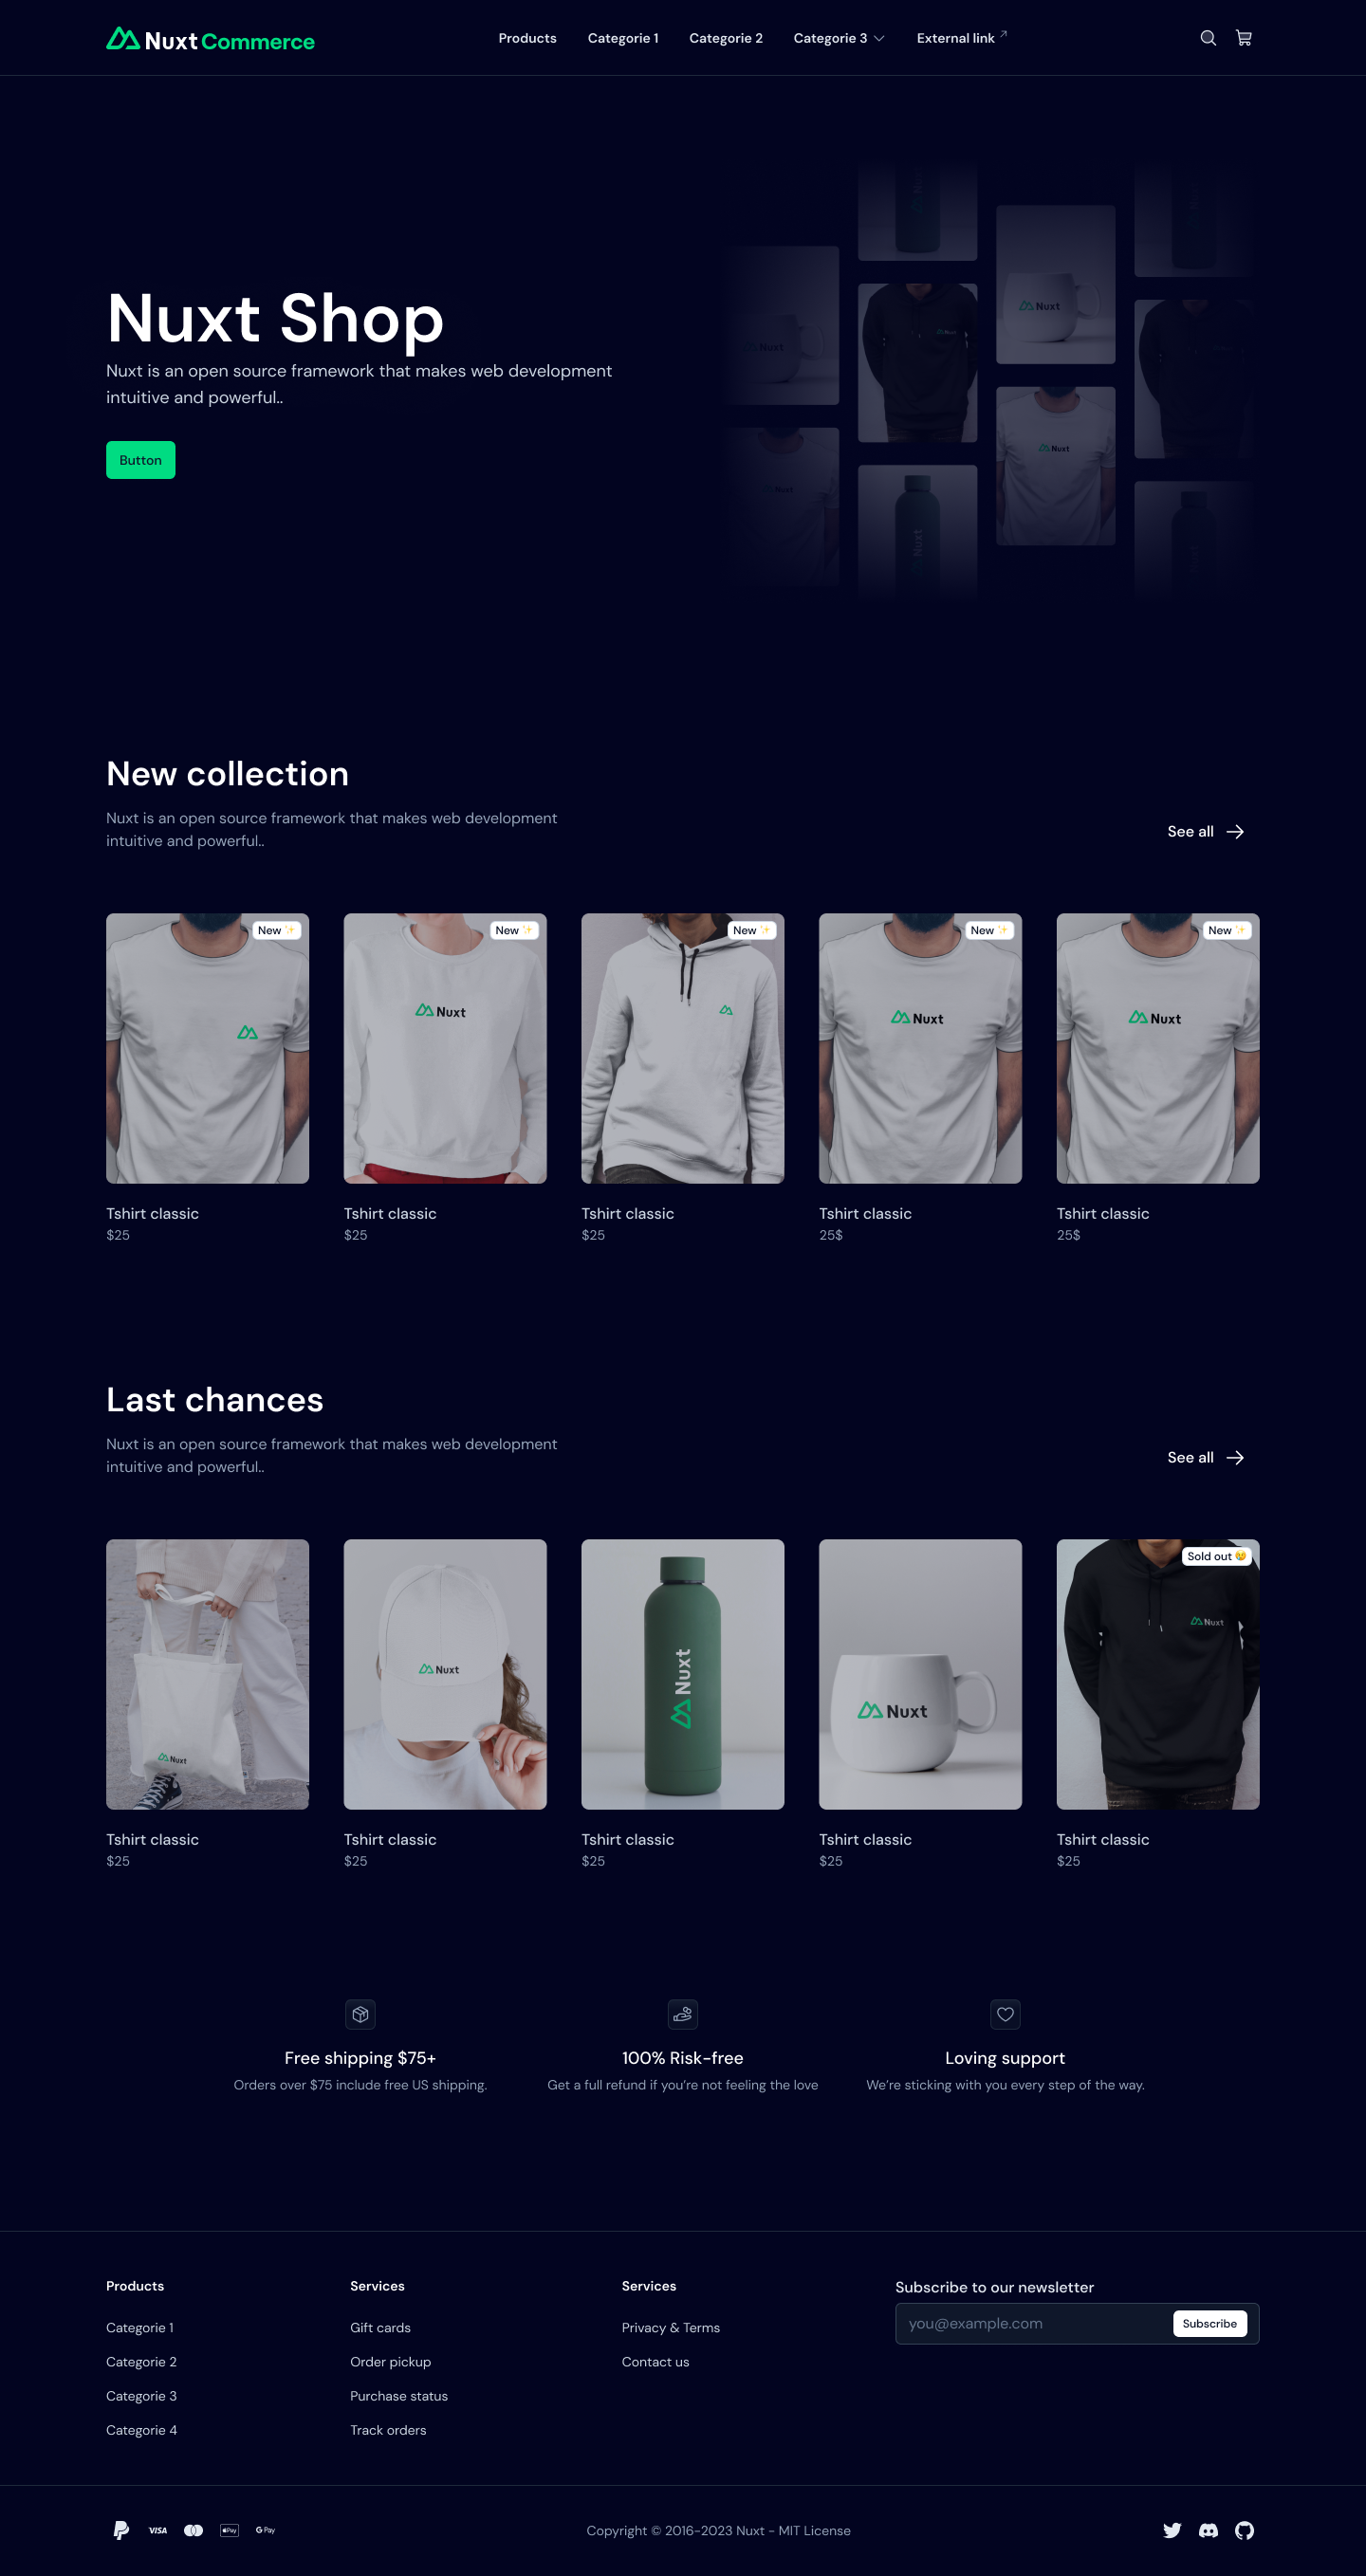 Nuxt Commerce
Products
Categorie 1
Categorie 2
Categorie 3
External link
Nuxt Shop
Nuxt is an open source framework that makes web development
intuitive and powerful..
Button
Nuxt
Nuxt
Nuxt
Nuxt
Nuxt
New collection
Nuxt is an open source framework that makes web development
intuitive and powerful..
See all
New ✨
New ✨
New ✨
New ✨
New ✨
Nuxt
Nuxt
Nuxt
Tshirt classic
$25
Tshirt classic
$25
Tshirt classic
$25
Tshirt classic
25$
Tshirt classic
25$
Last chances
Nuxt is an open source framework that makes web development
intuitive and powerful..
See all
Sold out 😢
Nuxt
Nuxt
Nuxt
Nuxt
Nuxt
Tshirt classic
$25
Tshirt classic
$25
Tshirt classic
$25
Tshirt classic
$25
Tshirt classic
$25
Free shipping $75+
Orders over $75 include free US shipping.
100% Risk-free
Get a full refund if you’re not feeling the love
Loving support
We’re sticking with you every step of the way.
Products
Categorie 1
Categorie 2
Categorie 3
Categorie 4
Services
Gift cards
Order pickup
Purchase status
Track orders
Services
Privacy & Terms
Contact us
Subscribe to our newsletter
you@example.com
Subscribe
VISA
Pay
G Pay
Copyright © 2016-2023 Nuxt - MIT License